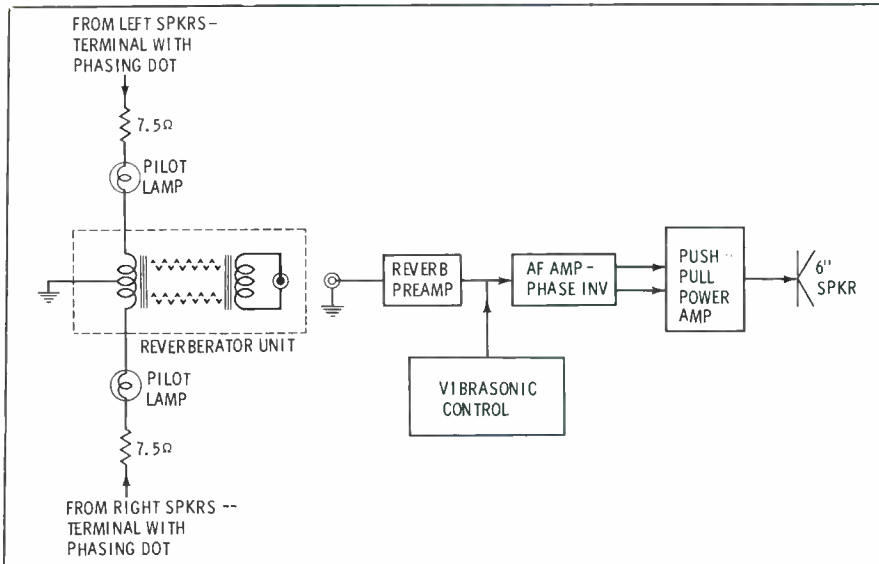 FROM LEFT SPKRS-
TERMINAL WITH
PHASING DOT
7.5Ω
PILOT
LAMP
REVERBERATOR UNIT
PILOT
LAMP
7.5Ω
FROM RIGHT SPKRS --
TERMINAL WITH
PHASING DOT
REVERB
PREAMP
AF AMP -
PHASE INV
VIBRASONIC
CONTROL
PUSH -
PULL
POWER
AMP
6"
SPKR